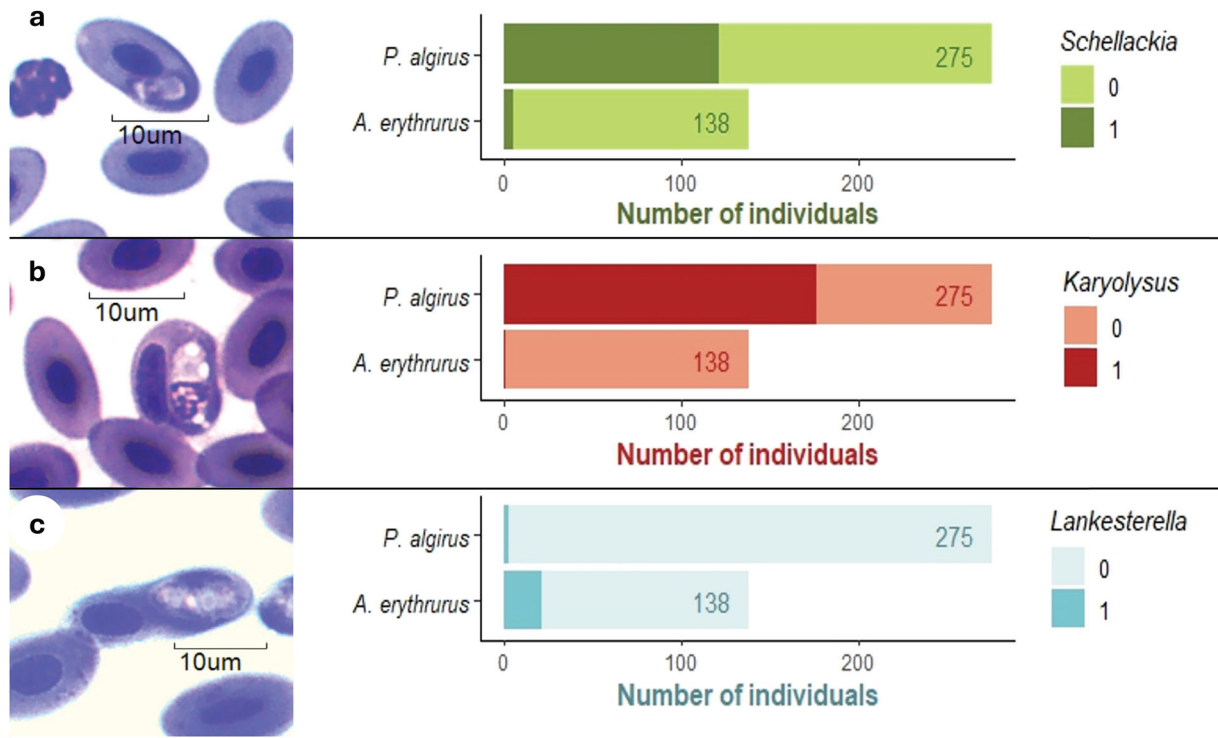 a
10um
P. algirus
275
A. erythrurus
138
0
100
200
Number of individuals
Schellackia
0
1
b
10um
P. algirus
275
A. erythrurus
138
0
100
200
Number of individuals
Karyolysus
0
1
c
10um
P. algirus
275
A. erythrurus
138
0
100
200
Number of individuals
Lankesterella
0
1